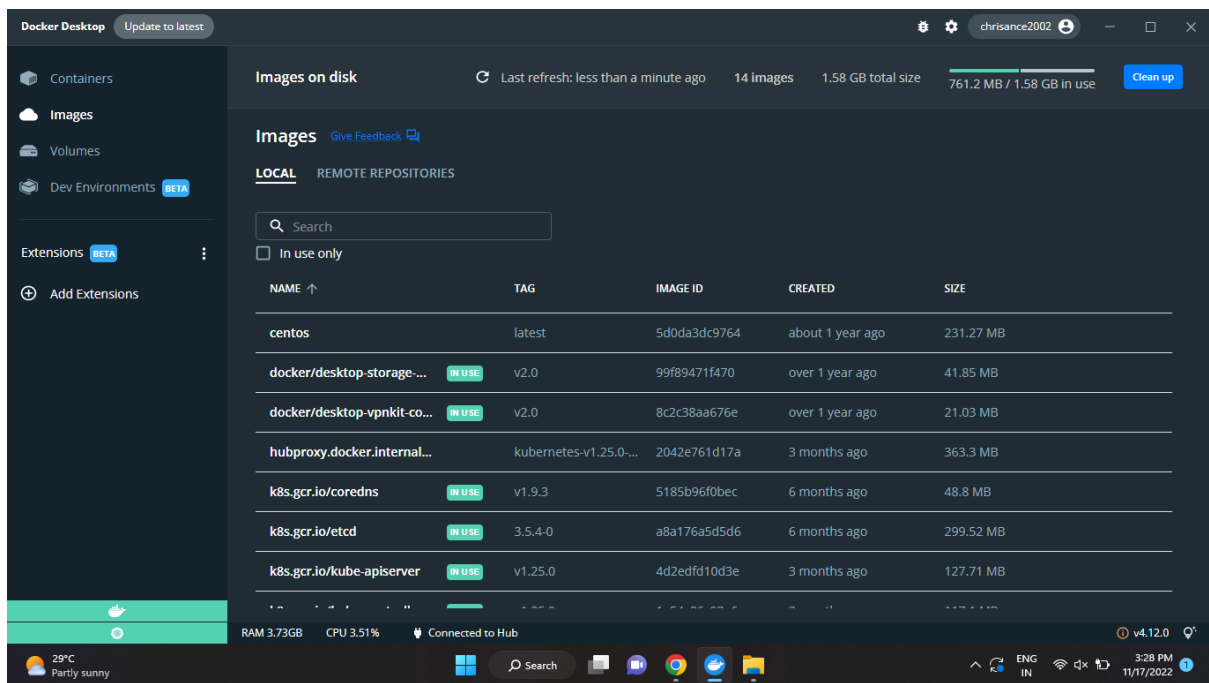 Docker Desktop Update to latest chrisance2002
Containers
Images
Volumes
Dev Environments BETA
Extensions BETA
Add Extensions
Images on disk Last refresh: less than a minute ago 14 images 1.58 GB total size 761.2 MB / 1.58 GB in use Clean up
Images Give Feedback
LOCAL REMOTE REPOSITORIES
Search
In use only
NAME TAG IMAGE ID CREATED SIZE
centos latest 5d0da3dc9764 about 1 year ago 231.27 MB
docker/desktop-storage-... IN USE v2.0 99f89471f470 over 1 year ago 41.85 MB
docker/desktop-vpnkit-co... IN USE v2.0 8c2c38aa676e over 1 year ago 21.03 MB
hubproxy.docker.internal... kubernetes-v1.25.0-... 2042e761d17a 3 months ago 363.3 MB
k8s.gcr.io/coredns IN USE v1.9.3 5185b96f0bec 6 months ago 48.8 MB
k8s.gcr.io/etcd IN USE 3.5.4-0 a8a176a5d5d6 6 months ago 299.52 MB
k8s.gcr.io/kube-apiserver IN USE v1.25.0 4d2edfd10d3e 3 months ago 127.71 MB
RAM 3.73GB CPU 3.51% Connected to Hub v4.12.0
29°C
Partly sunny
Search
ENG
IN
3:28 PM
11/17/2022
1